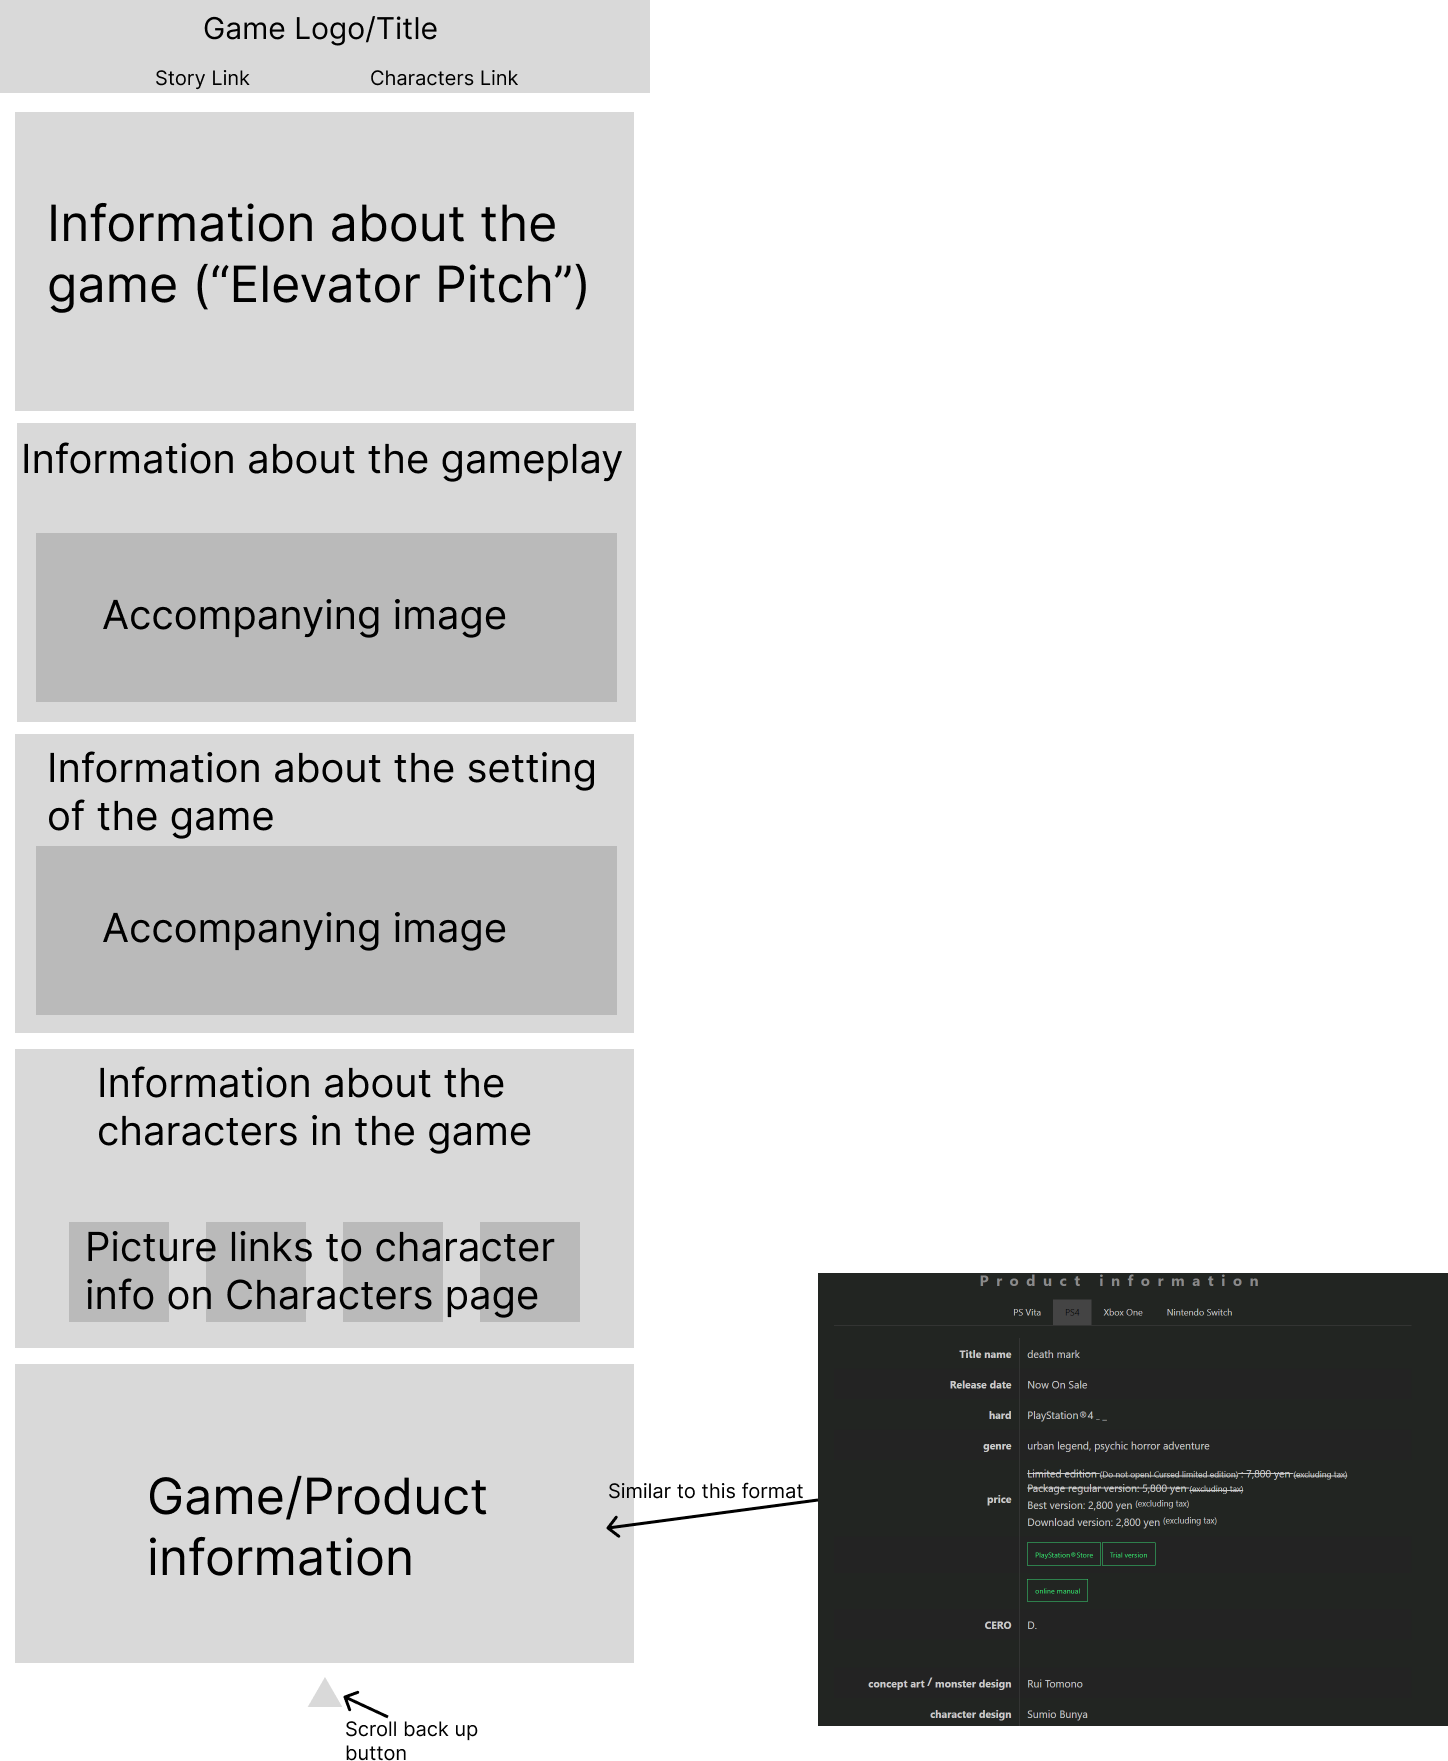 Game Logo/Title
Story Link
Characters Link
Information about the
game (“Elevator Pitch”)
Information about the gameplay
Accompanying image
Information about the setting
of the game
Accompanying image
Information about the
characters in the game
Picture links to character
info on Characters page
Game/Product
information
Similar to this format
Scroll back up
button
Product information
PS Vita PS4 Xbox One Nintendo Switch
Title name death mark
Release date Now On Sale
hard PlayStation®4 _ _
genre urban legend, psychic horror adventure
Limited edition (Do not open! Cursed limited edition) : 7,800 yen (excluding tax)
Package regular version: 5,800 yen (excluding tax)
price
Best version: 2,800 yen (excluding tax)
Download version: 2,800 yen (excluding tax)
PlayStation®Store Trial version
online manual
CERO D.
concept art / monster design Rui Tomono
character design Sumio Bunya